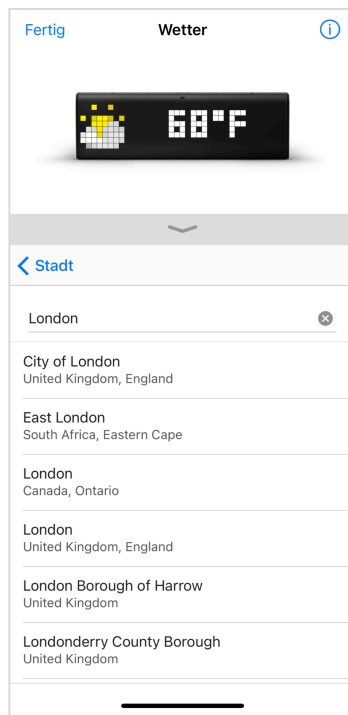 Fertig
Wetter
68°F
Stadt
London
City of London
United Kingdom, England
East London
South Africa, Eastern Cape
London
Canada, Ontario
London
United Kingdom, England
London Borough of Harrow
United Kingdom
Londonderry County Borough
United Kingdom